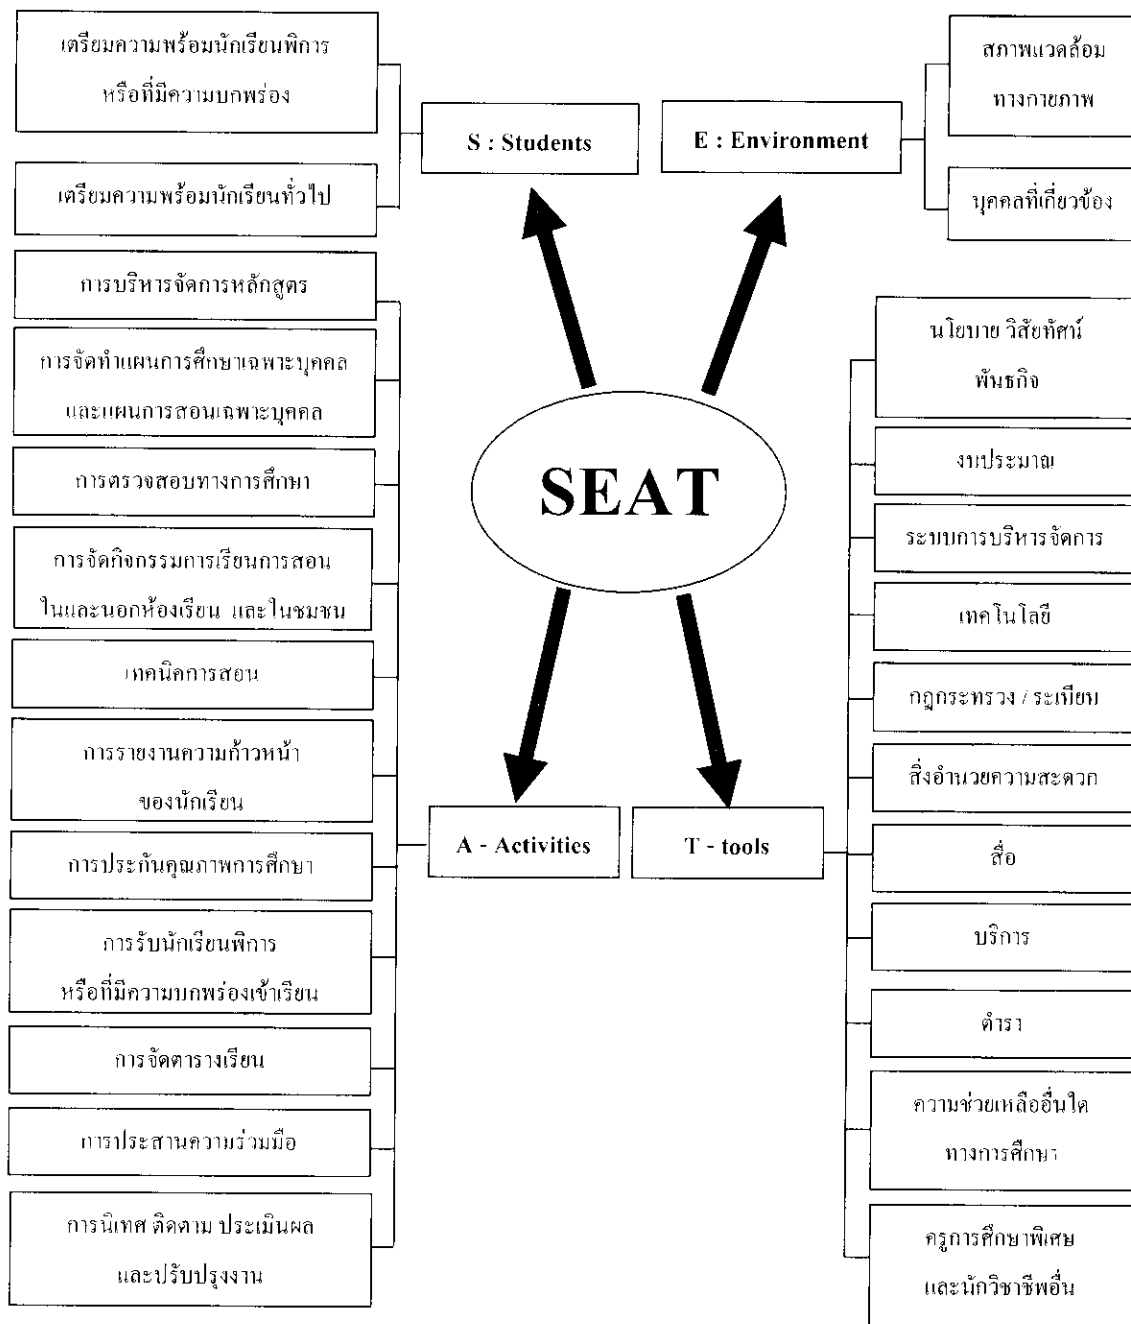 เตรียมความพร้อมนักเรียนพิการ
หรือที่มีความบกพร่อง
เตรียมความพร้อมนักเรียนทั่วไป
S : Students
E : Environment
สภาพแวดล้อม
ทางกายภาพ
บุคคลที่เกี่ยวข้อง
SEAT
การบริหารจัดการหลักสูตร
การจัดทำแผนการศึกษาเฉพาะบุคคล
และแผนการสอนเฉพาะบุคคล
การตรวจสอบทางการศึกษา
การจัดกิจกรรมการเรียนการสอน
ในและนอกห้องเรียน และในชุมชน
เทคนิคการสอน
การรายงานความก้าวหน้า
ของนักเรียน
การประกันคุณภาพการศึกษา
การรับนักเรียนพิการ
หรือที่มีความบกพร่องเข้าเรียน
การจัดตารางเรียน
การประสานความร่วมมือ
การนิเทศ ติดตาม ประเมินผล
และปรับปรุงงาน
A - Activities
T - tools
นโยบาย วิสัยทัศน์
พันธกิจ
งบประมาณ
ระบบการบริหารจัดการ
เทคโนโลยี
กฎกระทรวง / ระเบียบ
สิ่งอำนวยความสะดวก
สื่อ
บริการ
ตำรา
ความช่วยเหลืออื่นใด
ทางการศึกษา
ครูการศึกษาพิเศษ
และนักวิชาชีพอื่น